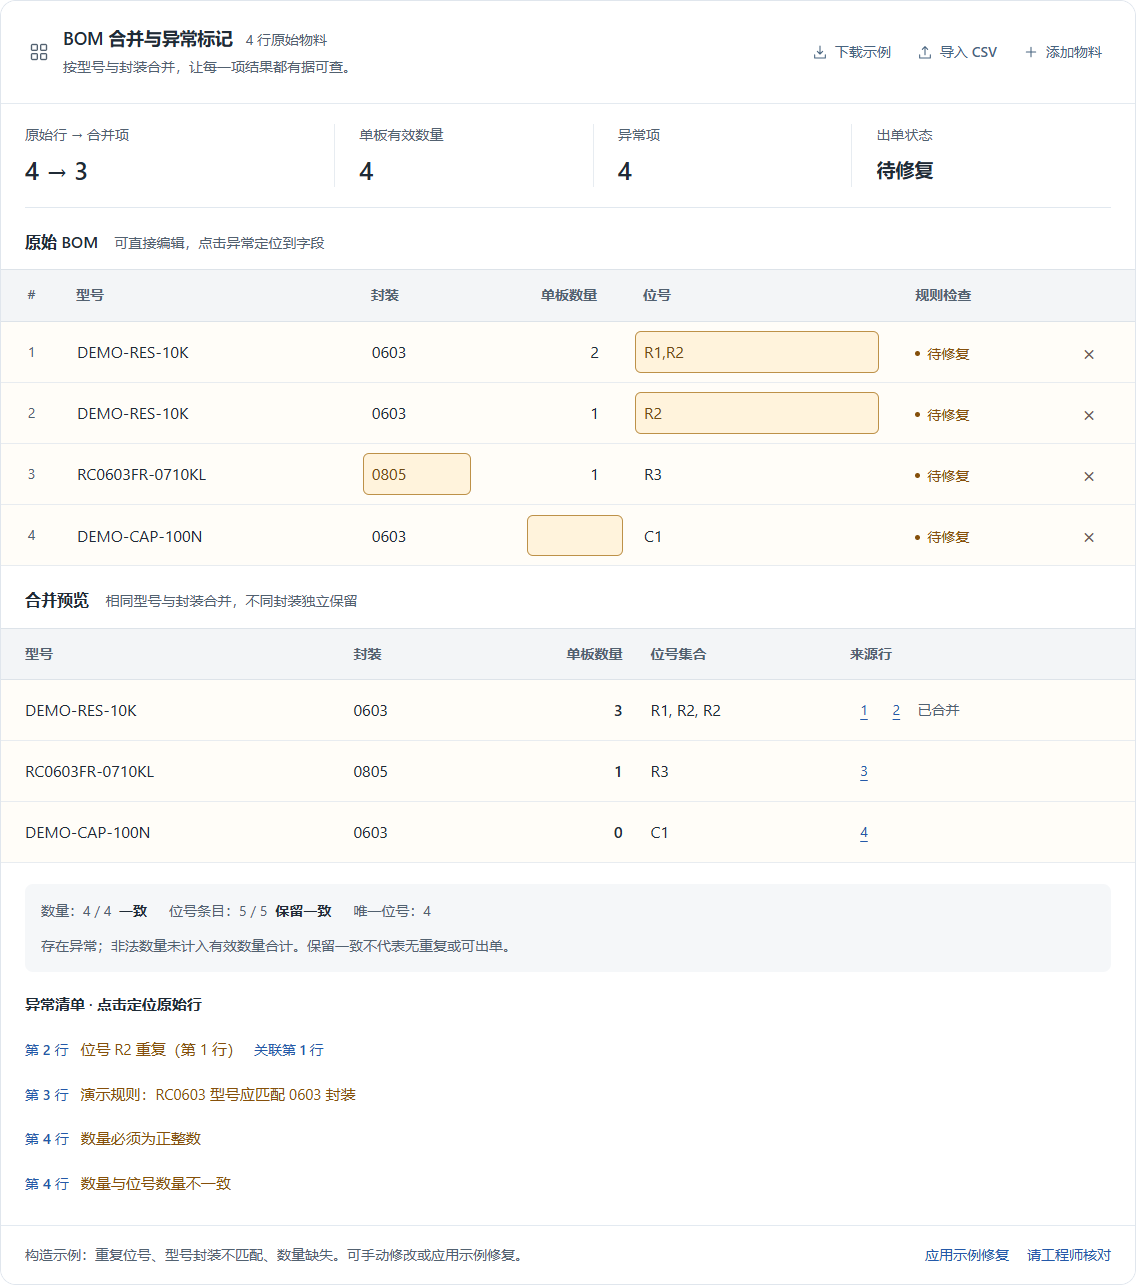 BOM 合并与异常标记 4 行原始物料
按型号与封装合并，让每一项结果都有据可查。
下载示例 导入 CSV 添加物料
原始行 → 合并项 单板有效数量 异常项 出单状态
4 → 3 4 4 待修复
原始 BOM 可直接编辑，点击异常定位到字段
# 型号 封装 单板数量 位号 规则检查
1 DEMO-RES-10K 0603 2 R1,R2 • 待修复 ×
2 DEMO-RES-10K 0603 1 R2 • 待修复 ×
3 RC0603FR-0710KL 0805 1 R3 • 待修复 ×
4 DEMO-CAP-100N 0603 C1 • 待修复 ×
合并预览 相同型号与封装合并，不同封装独立保留
型号 封装 单板数量 位号集合 来源行
DEMO-RES-10K 0603 3 R1, R2, R2 1 2 已合并
RC0603FR-0710KL 0805 1 R3 3
DEMO-CAP-100N 0603 0 C1 4
数量：4 / 4 一致 位号条目：5 / 5 保留一致 唯一位号：4
存在异常；非法数量未计入有效数量合计。保留一致不代表无重复或可出单。
异常清单 · 点击定位原始行
第 2 行 位号 R2 重复（第 1 行） 关联第 1 行
第 3 行 演示规则：RC0603 型号应匹配 0603 封装
第 4 行 数量必须为正整数
第 4 行 数量与位号数量不一致
构造示例：重复位号、型号封装不匹配、数量缺失。可手动修改或应用示例修复。 应用示例修复 请工程师核对